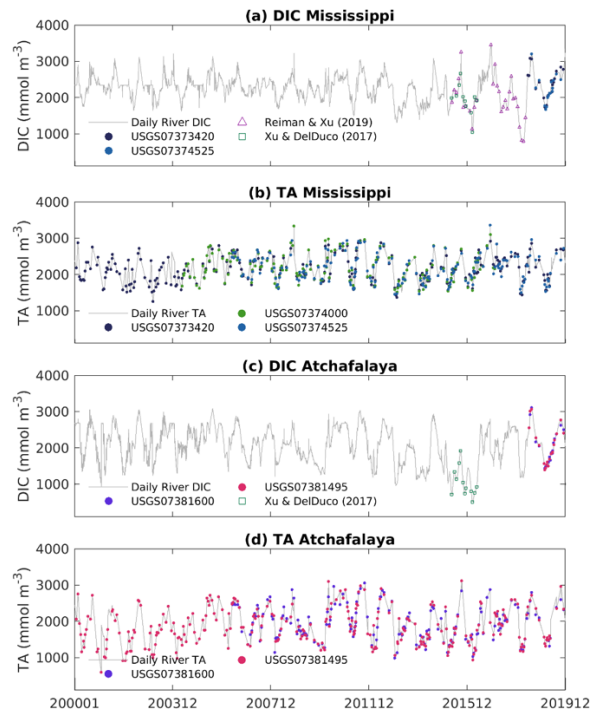 (a) DIC Mississippi
4000
3000
2000
1000
DIC (mmol m⁻³)
Daily River DIC
USGS07373420
USGS07374525
Reiman & Xu (2019)
Xu & DelDuco (2017)
(b) TA Mississippi
4000
3000
2000
1000
TA (mmol m⁻³)
Daily River TA
USGS07373420
USGS07374000
USGS07374525
(c) DIC Atchafalaya
4000
3000
2000
1000
DIC (mmol m⁻³)
Daily River DIC
USGS07381600
USGS07381495
Xu & DelDuco (2017)
(d) TA Atchafalaya
4000
3000
2000
1000
TA (mmol m⁻³)
Daily River TA
USGS07381600
USGS07381495
200001 200312 200712 201112 201512 201912